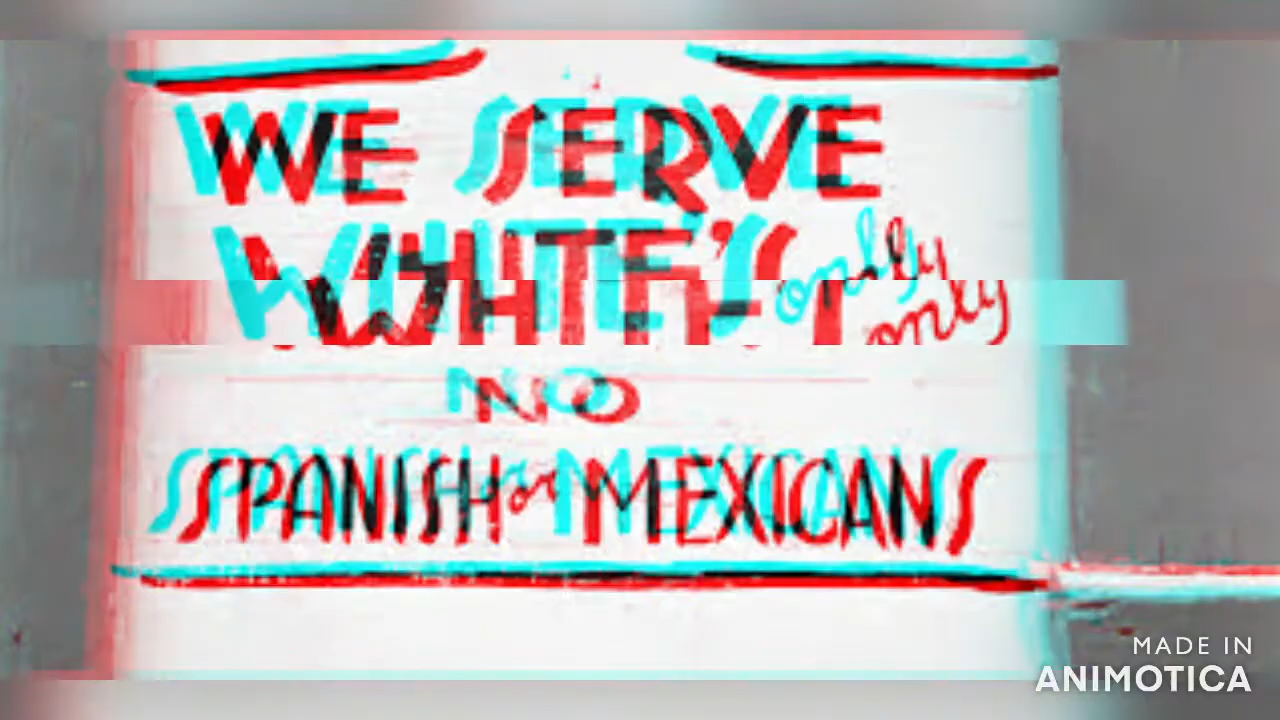 WE SERVE
WHITE'S only
NO
SPANISH or MEXICANS
MADE IN
ANIMOTICA